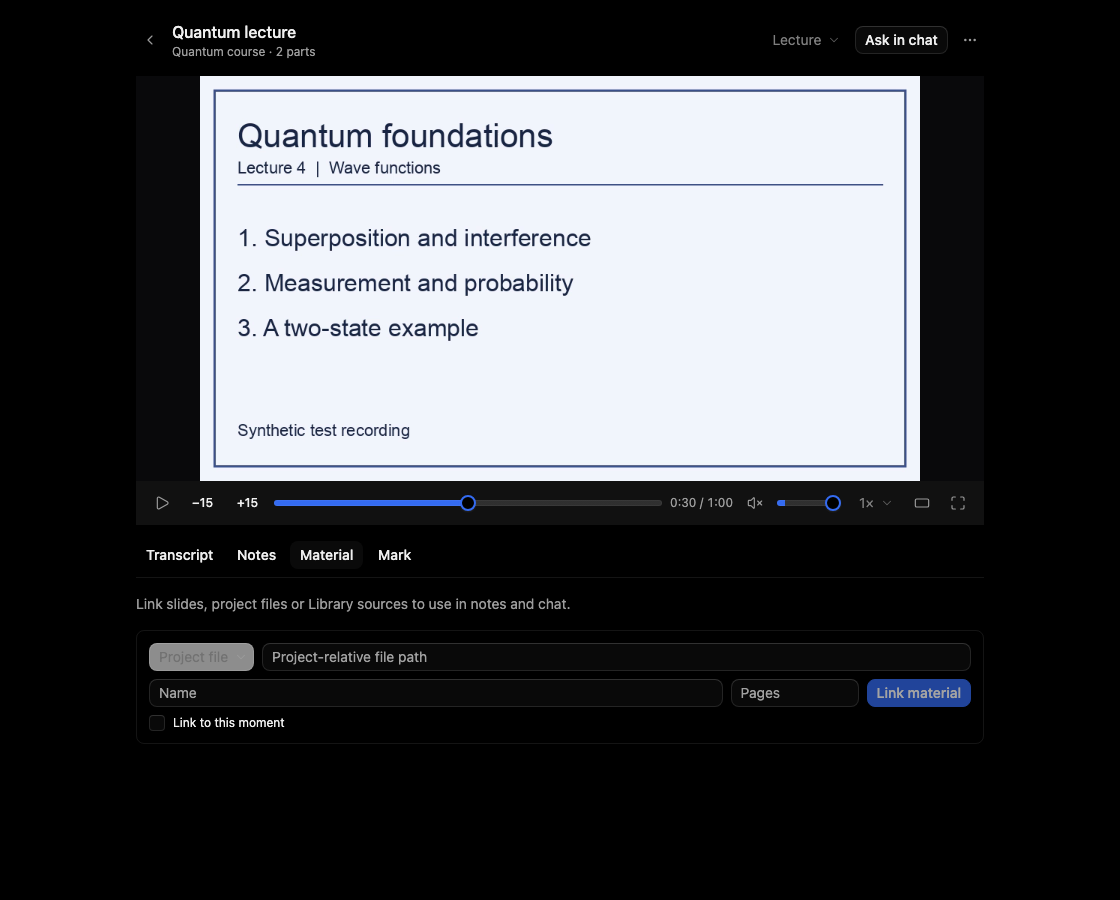 Quantum lecture
Quantum course · 2 parts
Lecture
Ask in chat
Quantum foundations
Lecture 4 | Wave functions
1. Superposition and interference
2. Measurement and probability
3. A two-state example
Synthetic test recording
−15 +15 0:30 / 1:00 1×
Transcript Notes Material Mark
Link slides, project files or Library sources to use in notes and chat.
Project file Project-relative file path
Name Pages Link material
Link to this moment